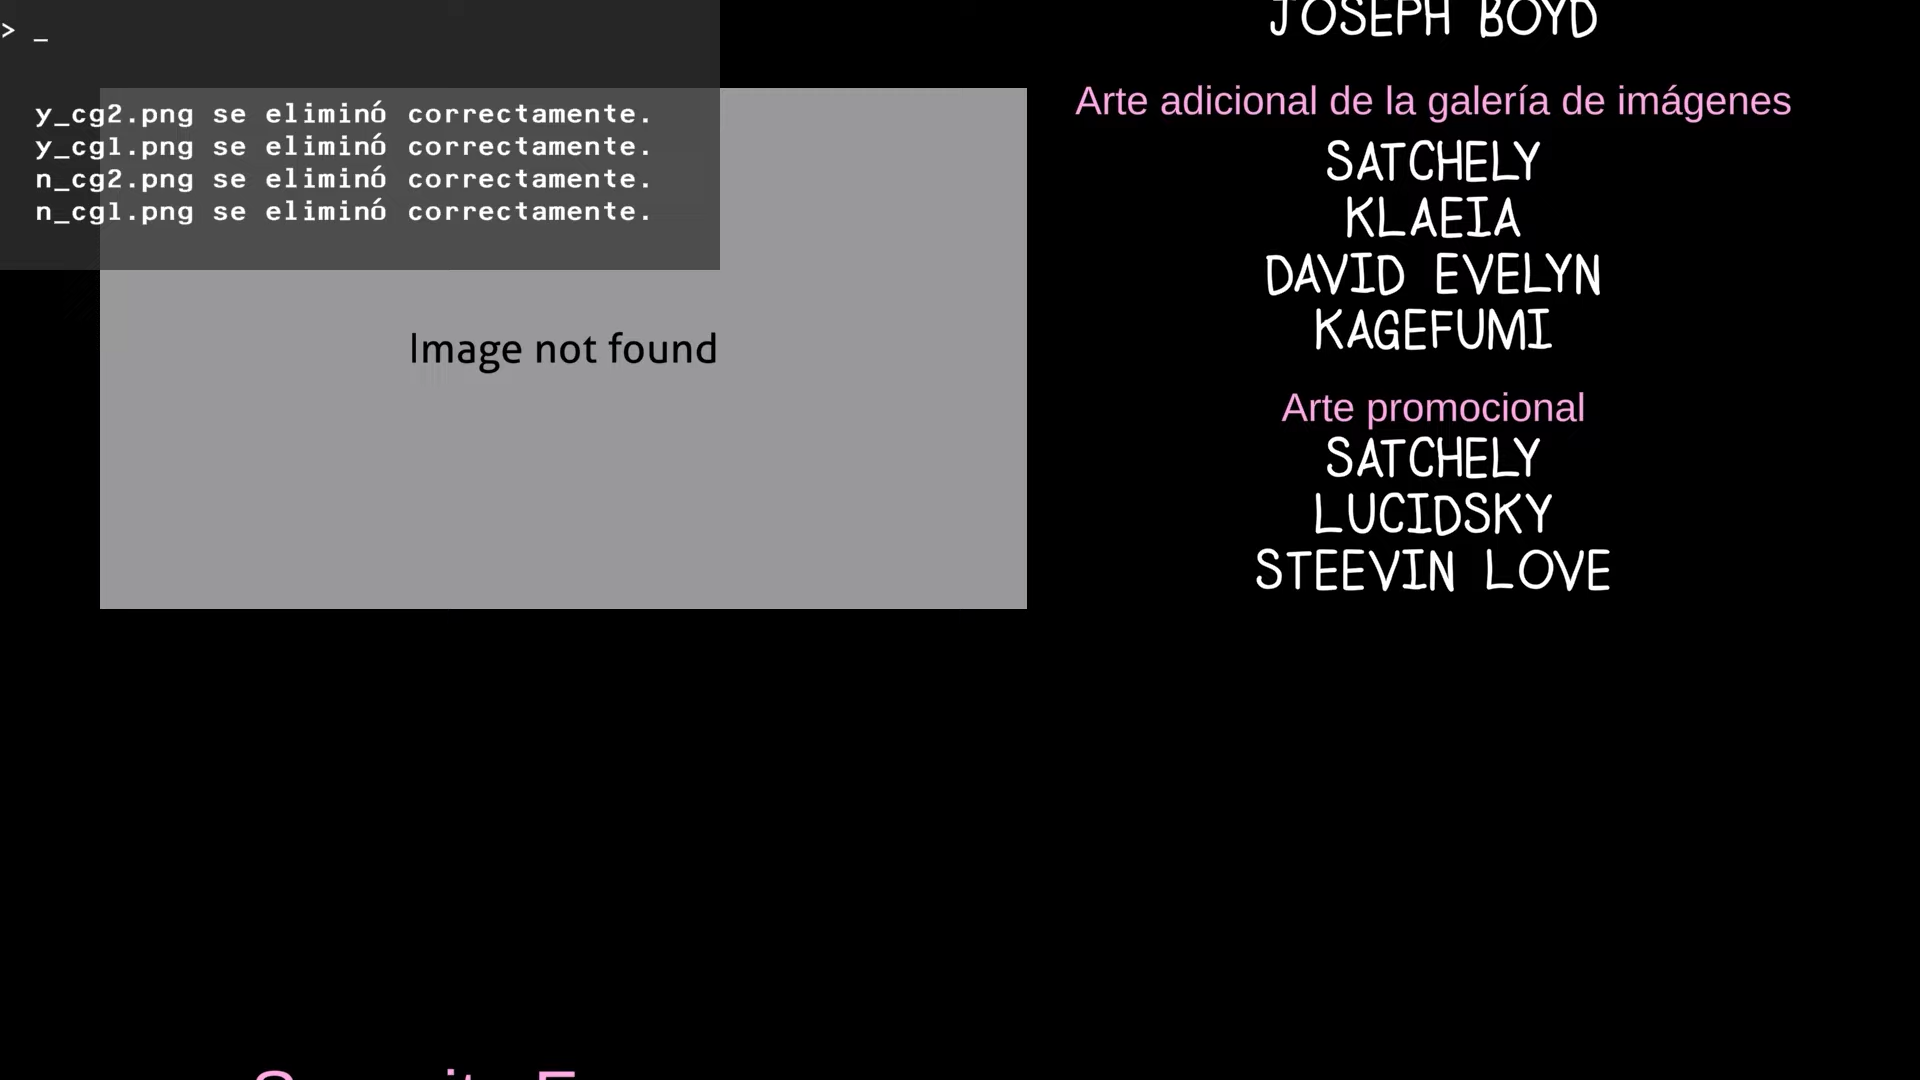 > _
y_cg2.png se eliminó correctamente.
y_cg1.png se eliminó correctamente.
n_cg2.png se eliminó correctamente.
n_cg1.png se eliminó correctamente.
Image not found
JOSEPH BOYD
Arte adicional de la galería de imágenes
SATCHELY
KLAEIA
DAVID EVELYN
KAGEFUMI
Arte promocional
SATCHELY
LUCIDSKY
STEEVIN LOVE